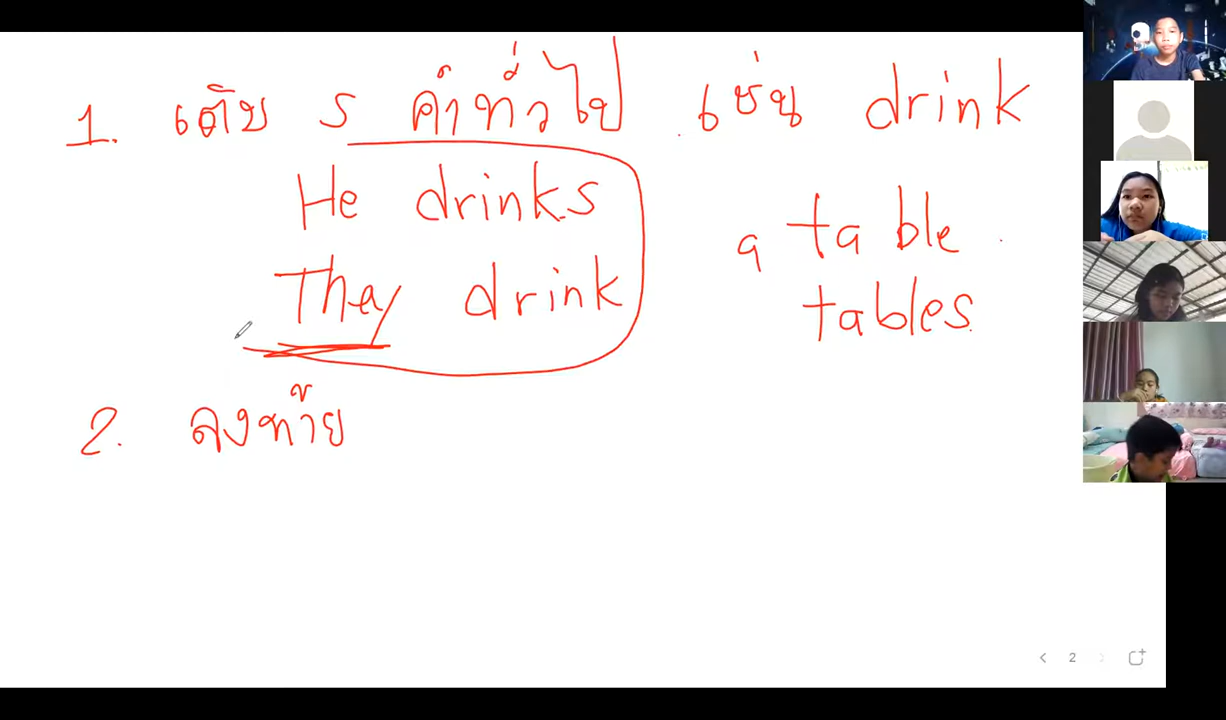 1. เติม s คำทั่วไป เช่น drink
He drinks
They drink
a table
tables
2. ลงท้าย
2